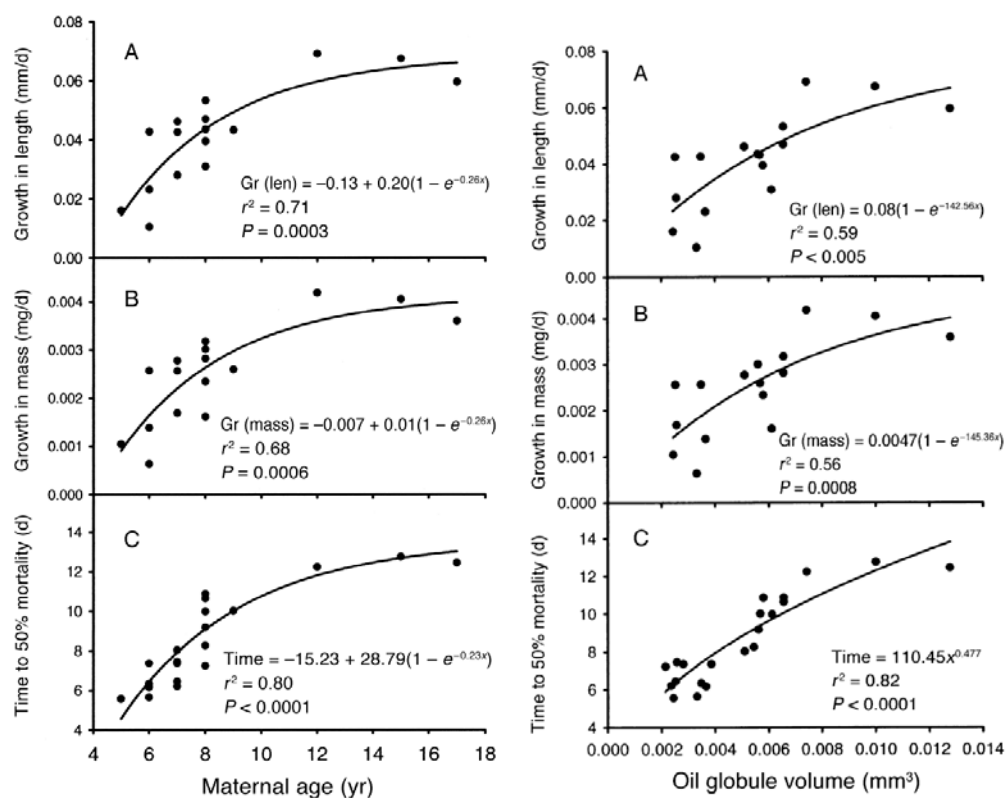 A
Growth in length (mm/d)
0.08
0.06
0.04
0.02
0.00
Gr (len) = −0.13 + 0.20(1 − e^−0.26x)
r² = 0.71
P = 0.0003
B
Growth in mass (mg/d)
0.004
0.003
0.002
0.001
0.000
Gr (mass) = −0.007 + 0.01(1 − e^−0.26x)
r² = 0.68
P = 0.0006
C
Time to 50% mortality (d)
14
12
10
8
6
4
Time = −15.23 + 28.79(1 − e^−0.23x)
r² = 0.80
P < 0.0001
4 6 8 10 12 14 16 18
Maternal age (yr)
A
Growth in length (mm/d)
0.08
0.06
0.04
0.02
0.00
Gr (len) = 0.08(1 − e^−142.56x)
r² = 0.59
P < 0.005
B
Growth in mass (mg/d)
0.004
0.003
0.002
0.001
0.000
Gr (mass) = 0.0047(1 − e^−145.36x)
r² = 0.56
P = 0.0008
C
Time to 50% mortality (d)
14
12
10
8
6
4
Time = 110.45x^0.477
r² = 0.82
P < 0.0001
0.000 0.002 0.004 0.006 0.008 0.010 0.012 0.014
Oil globule volume (mm³)